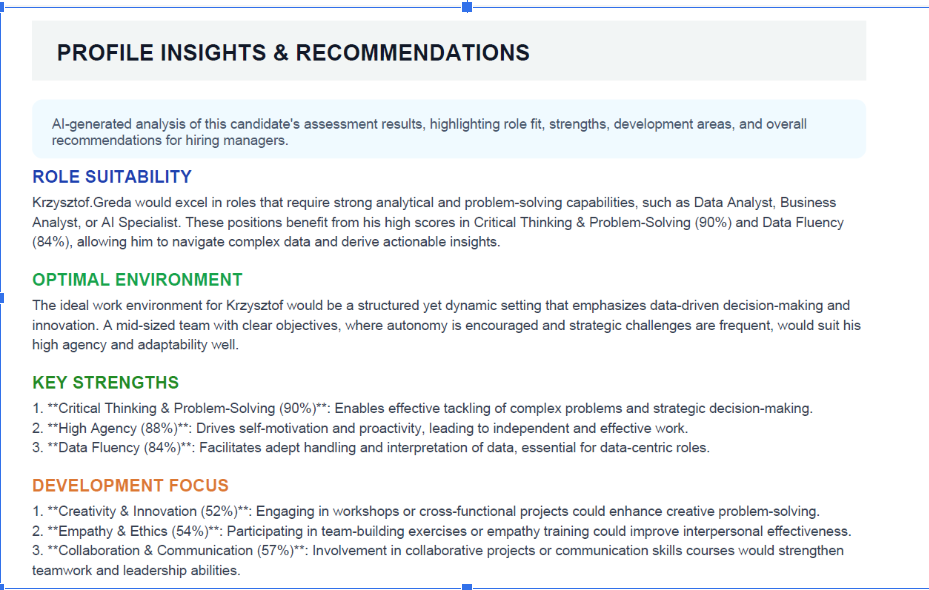 PROFILE INSIGHTS & RECOMMENDATIONS
AI-generated analysis of this candidate's assessment results, highlighting role fit, strengths, development areas, and overall
recommendations for hiring managers.
ROLE SUITABILITY
Krzysztof.Greda would excel in roles that require strong analytical and problem-solving capabilities, such as Data Analyst, Business
Analyst, or AI Specialist. These positions benefit from his high scores in Critical Thinking & Problem-Solving (90%) and Data Fluency
(84%), allowing him to navigate complex data and derive actionable insights.
OPTIMAL ENVIRONMENT
The ideal work environment for Krzysztof would be a structured yet dynamic setting that emphasizes data-driven decision-making and
innovation. A mid-sized team with clear objectives, where autonomy is encouraged and strategic challenges are frequent, would suit his
high agency and adaptability well.
KEY STRENGTHS
1. **Critical Thinking & Problem-Solving (90%)**: Enables effective tackling of complex problems and strategic decision-making.
2. **High Agency (88%)**: Drives self-motivation and proactivity, leading to independent and effective work.
3. **Data Fluency (84%)**: Facilitates adept handling and interpretation of data, essential for data-centric roles.
DEVELOPMENT FOCUS
1. **Creativity & Innovation (52%)**: Engaging in workshops or cross-functional projects could enhance creative problem-solving.
2. **Empathy & Ethics (54%)**: Participating in team-building exercises or empathy training could improve interpersonal effectiveness.
3. **Collaboration & Communication (57%)**: Involvement in collaborative projects or communication skills courses would strengthen
teamwork and leadership abilities.